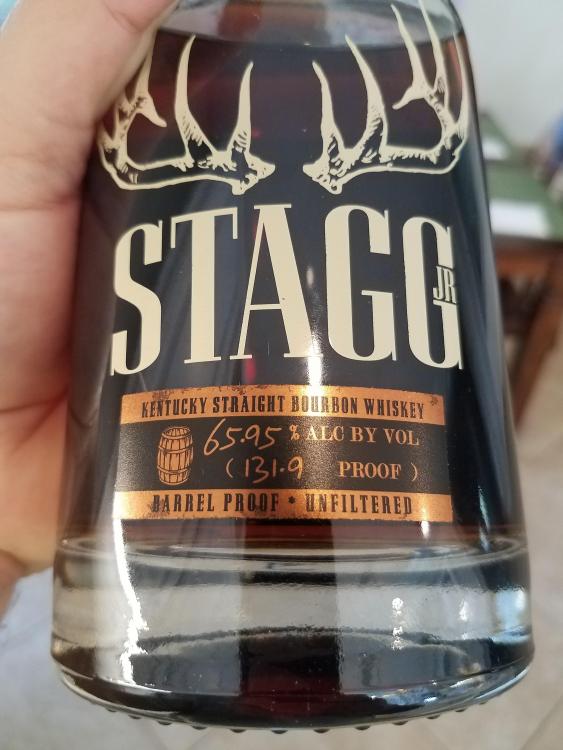 STAGG
JR
KENTUCKY STRAIGHT BOURBON WHISKEY
65.95 % ALC BY VOL
( 131.9 PROOF )
BARREL PROOF • UNFILTERED